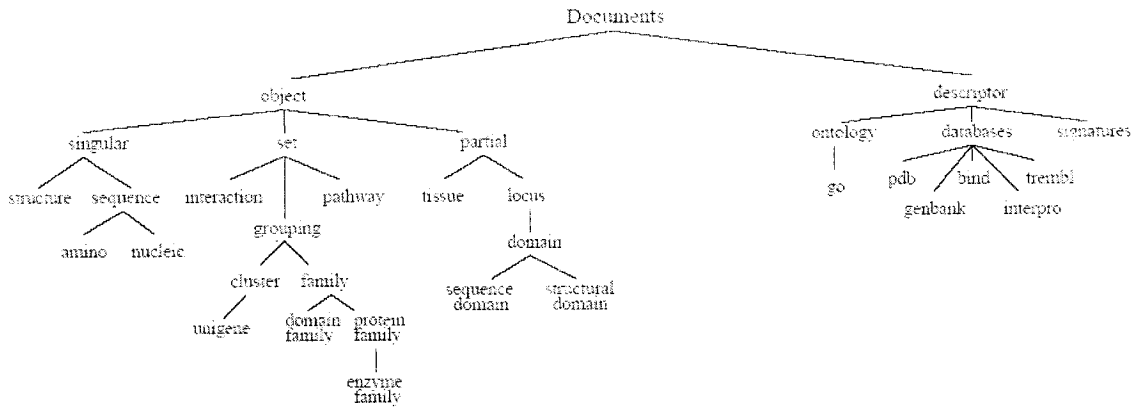 Documents
object
descriptor
singular
set
partial
ontology
databases
signatures
structure
sequence
interaction
pathway
tissue
locus
go
pdb
bind
trembl
genbank
interpro
grouping
amino
nucleic
domain
cluster
family
sequence
domain
structural
domain
unigene
domain
family
protein
family
enzyme
family